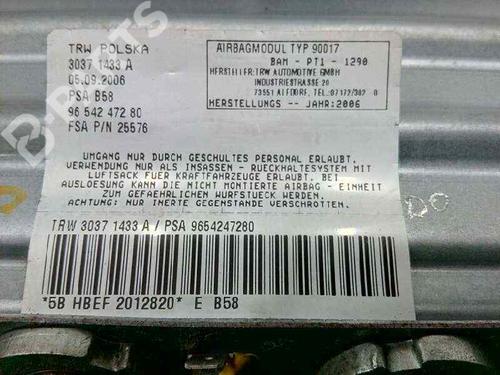 TRW POLSKA
3037 1433 A
05.09.2006
PSA B58
96 542 472 80
FSA P/N 25576
AIRBAGMODUL TYP 90017
BAM - PT1 - 1290
HERSTELLER:TRW AUTOMOTIVE GMBH
INDUSTRIESTRASSE 20
73551 ALFDORF, TEL. 07172/302 0
HERSTELLUNGS -- JAHR:2006
UMGANG NUR DURCH GESCHULTES PERSONAL ERLAUBT.
VERWENDUNG NUR ALS INSASSEN - RUECKHALTESYSTEM MIT
LUFTSACK FUER KRAFTFAHRZEUGE ERLAUBT. BEI
AUSLOESUNG KANN DIE NICHT MONTIERTE AIRBAG - EINHEIT
ZUM GEFAEHRLICHEN WURFSTUECK WERDEN.
ACHTUNG: NUR INERTE GEGENSTANDE VERSCHROTTEN.
TRW 3037 1433 A / PSA 9654247280
*5B HBEF 2012820* E B58
DO